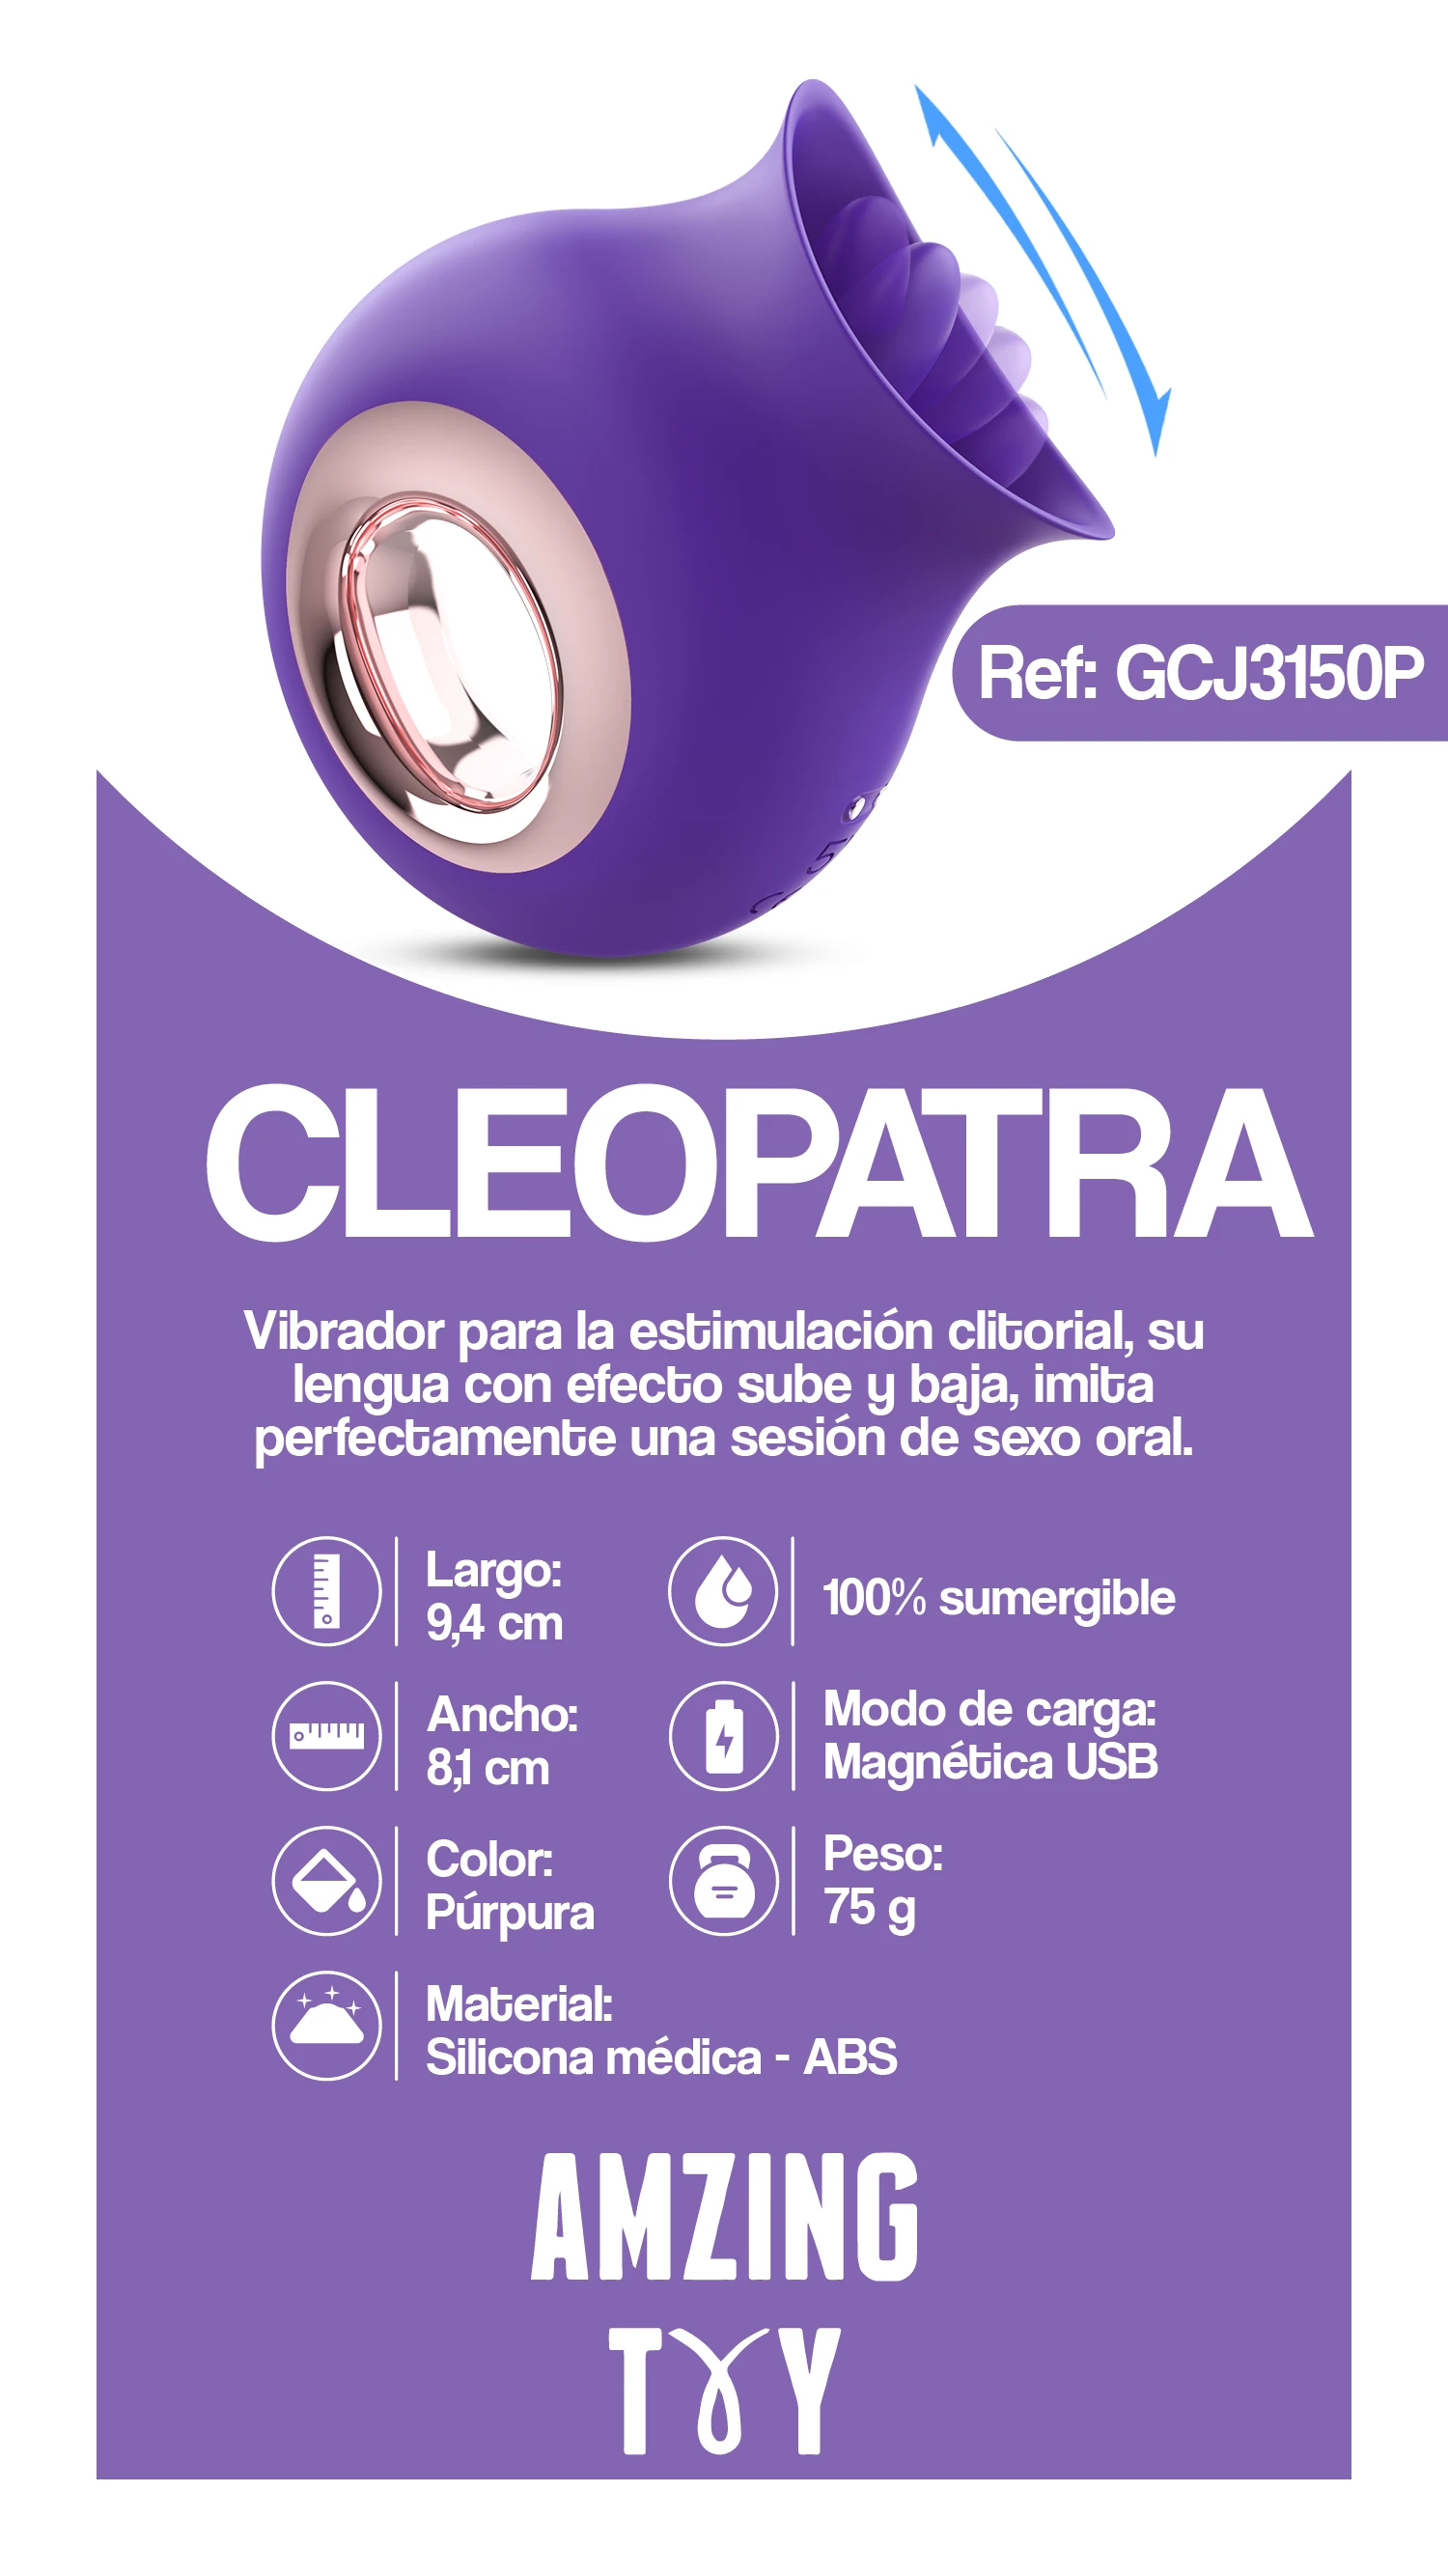 Ref: GCJ3150P
CLEOPATRA
Vibrador para la estimulación clitorial, su
lengua con efecto sube y baja, imita
perfectamente una sesión de sexo oral.
Largo:
9,4 cm
100% sumergible
Ancho:
8,1 cm
Modo de carga:
Magnética USB
Color:
Púrpura
Peso:
75 g
Material:
Silicona médica - ABS
AMZING
TOY